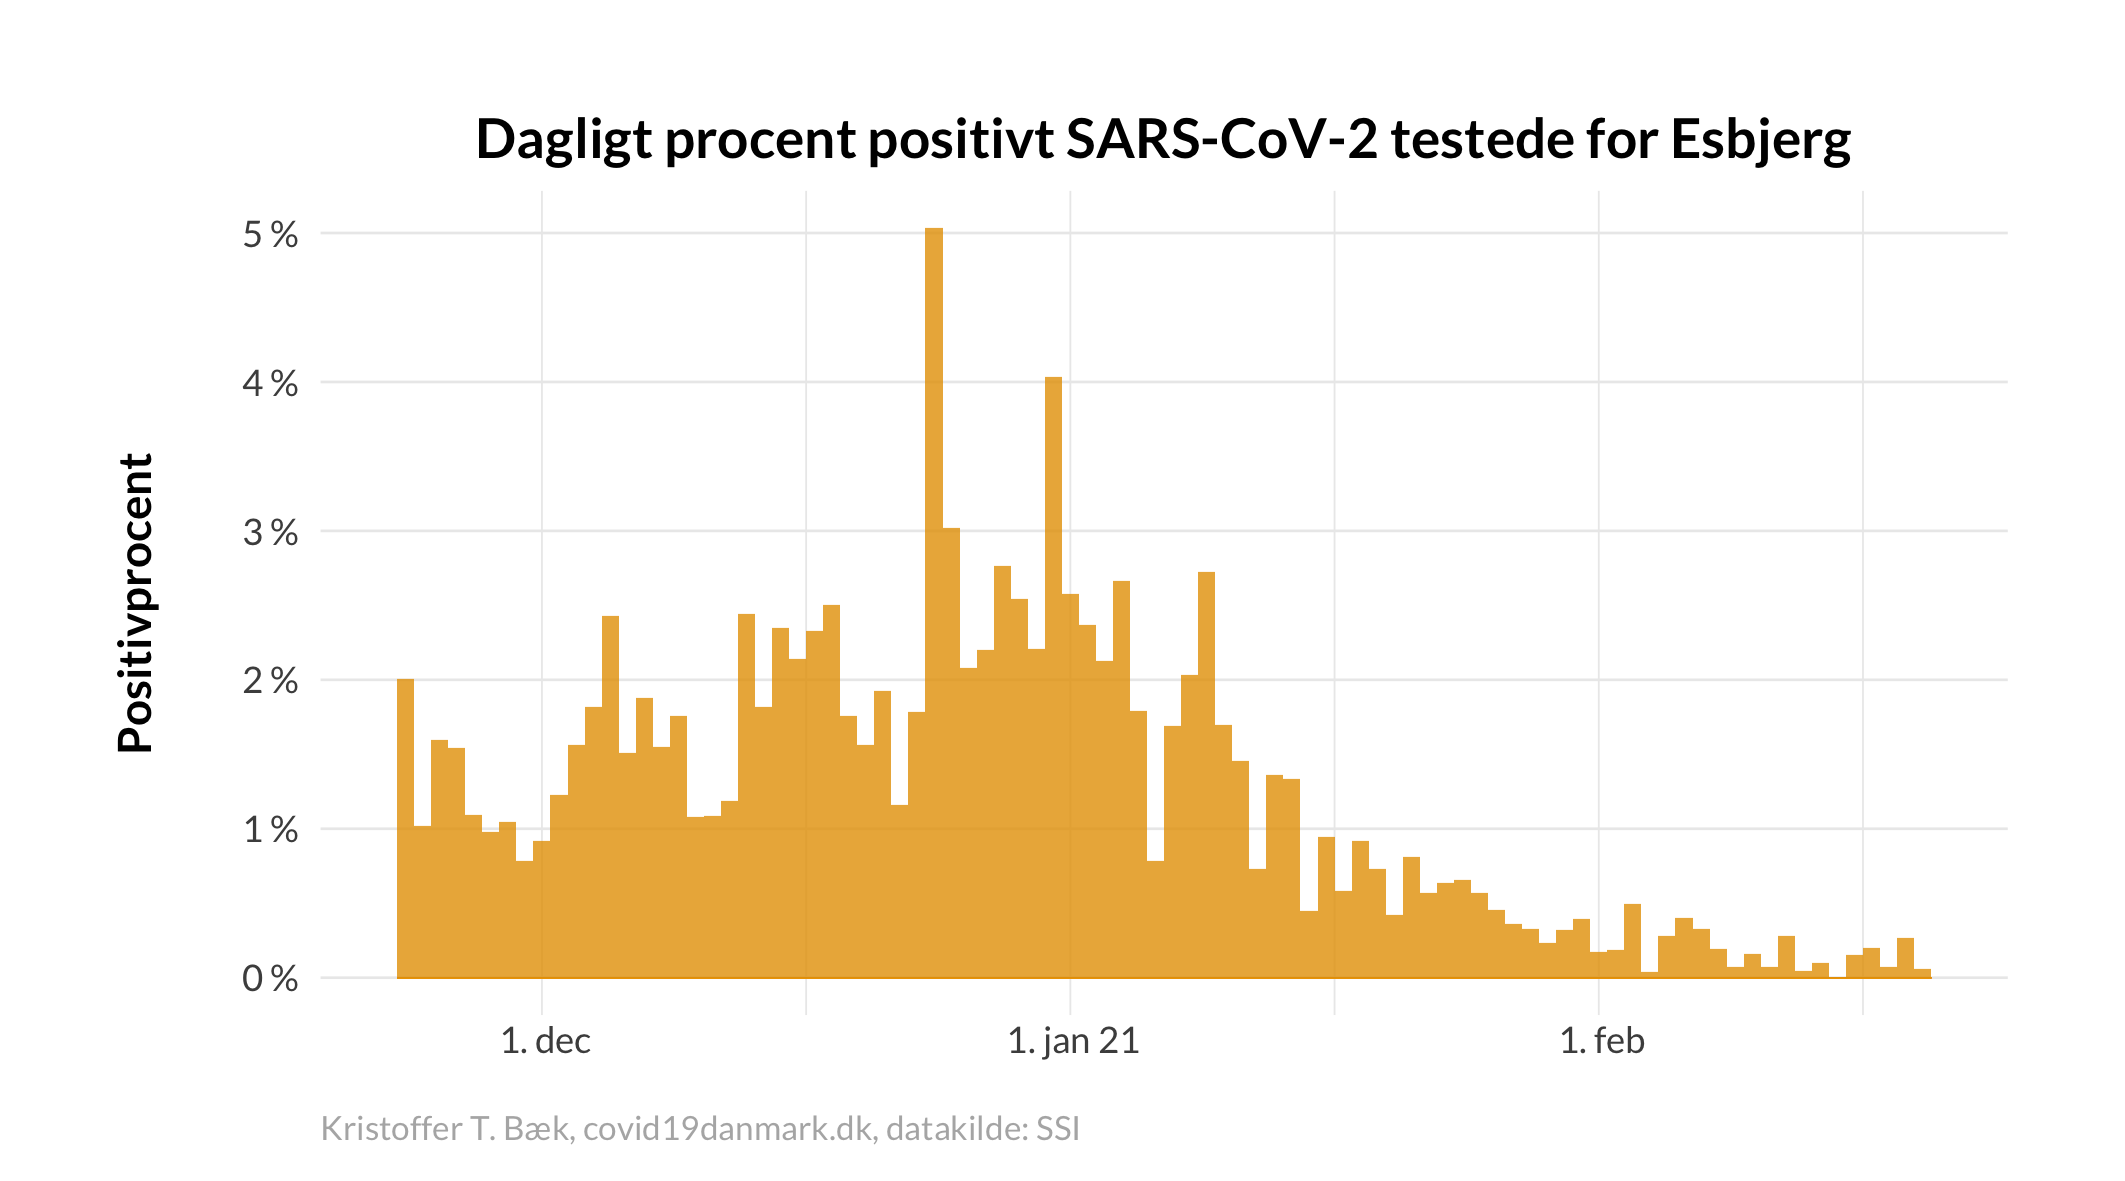 Dagligt procent positivt SARS-CoV-2 testede for Esbjerg
Positivprocent
5 %
4 %
3 %
2 %
1 %
0 %
1. dec
1. jan 21
1. feb
Kristoffer T. Bæk, covid19danmark.dk, datakilde: SSI